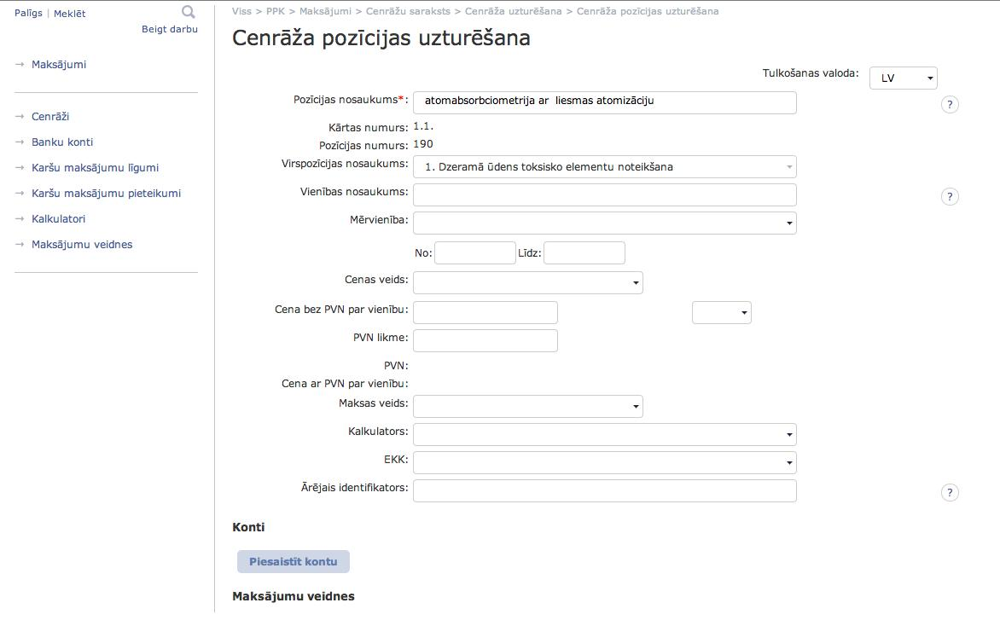 Palīgs | Meklēt
Beigt darbu
→ Maksājumi
→ Cenrāži
→ Banku konti
→ Karšu maksājumu līgumi
→ Karšu maksājumu pieteikumi
→ Kalkulatori
→ Maksājumu veidnes
Viss > PPK > Maksājumi > Cenrāžu saraksts > Cenrāža uzturēšana > Cenrāža pozīcijas uzturēšana
Cenrāža pozīcijas uzturēšana
Tulkošanas valoda: LV
Pozīcijas nosaukums*: atomabsorbciometrija ar  liesmas atomizāciju ?
Kārtas numurs: 1.1.
Pozīcijas numurs: 190
Virspozīcijas nosaukums: 1. Dzeramā ūdens toksisko elementu noteikšana
Vienības nosaukums: ?
Mērvienība:
No: Līdz:
Cenas veids:
Cena bez PVN par vienību:
PVN likme:
PVN:
Cena ar PVN par vienību:
Maksas veids:
Kalkulators:
EKK:
Ārējais identifikators: ?
Konti
Piesaistīt kontu
Maksājumu veidnes